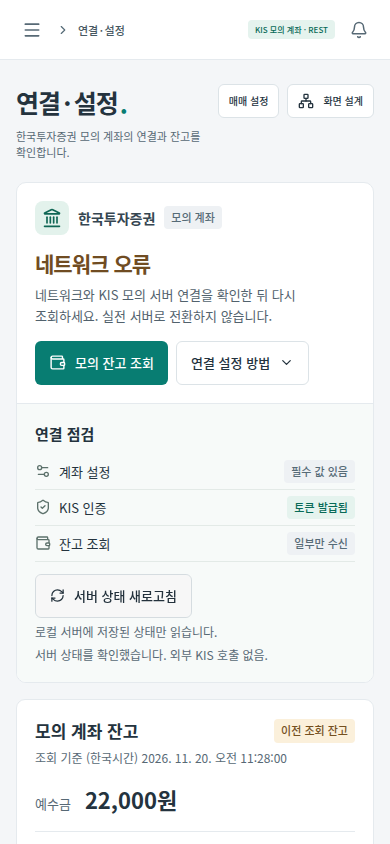 연결·설정
KIS 모의 계좌 · REST
연결·설정.
매매 설정
화면 설계
한국투자증권 모의 계좌의 연결과 잔고를
확인합니다.
한국투자증권
모의 계좌
네트워크 오류
네트워크와 KIS 모의 서버 연결을 확인한 뒤 다시
조회하세요. 실전 서버로 전환하지 않습니다.
모의 잔고 조회
연결 설정 방법
연결 점검
계좌 설정
필수 값 있음
KIS 인증
토큰 발급됨
잔고 조회
일부만 수신
서버 상태 새로고침
로컬 서버에 저장된 상태만 읽습니다.
서버 상태를 확인했습니다. 외부 KIS 호출 없음.
모의 계좌 잔고
이전 조회 잔고
조회 기준 (한국시간) 2026. 11. 20. 오전 11:28:00
예수금
22,000원